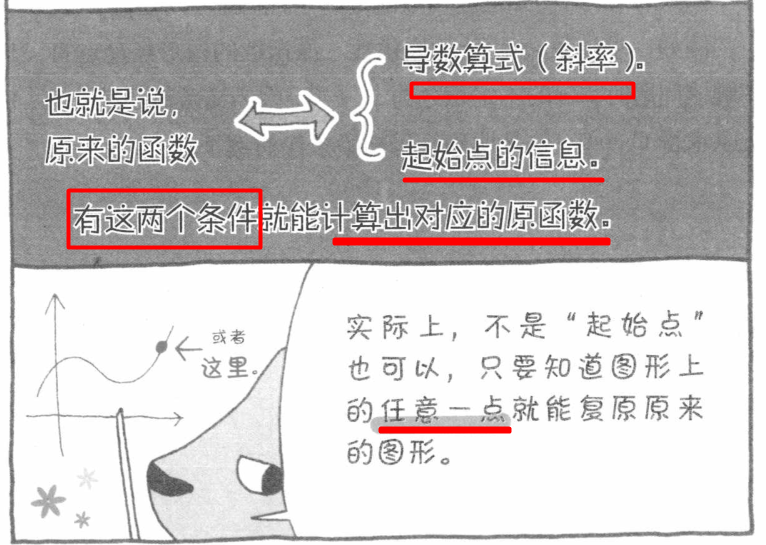 导数算式（斜率）。
也就是说，
原来的函数
起始点的信息。
有这两个条件就能计算出对应的原函数。
或者
这里。
实际上，不是“起始点”
也可以，只要知道图形上
的任意一点就能复原原来
的图形。